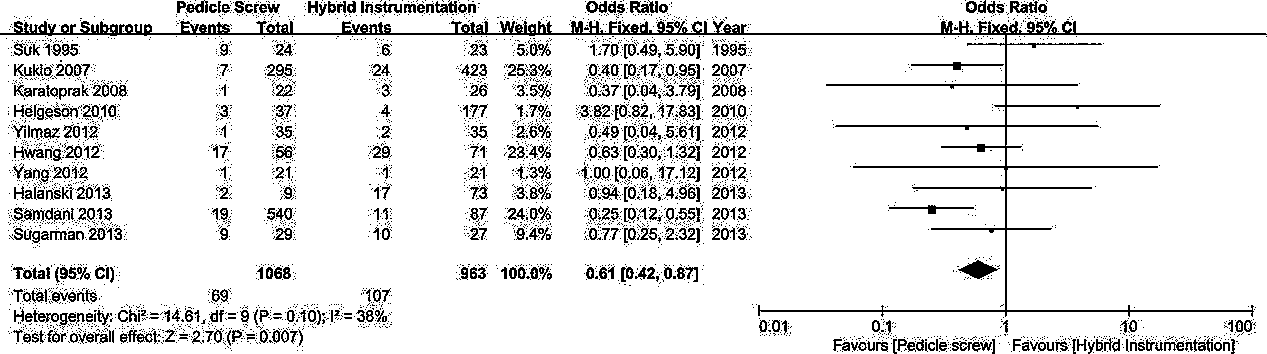 Pedicle Screw Hybrid Instrumentation Odds Ratio Odds Ratio
Study or Subgroup Events Total Events Total Weight M-H. Fixed. 95% CI Year M-H. Fixed. 95% CI
Suk 1995 9 24 6 23 5.0% 1.70 [0.49, 5.90] 1995
Kuklo 2007 7 295 24 423 25.3% 0.40 [0.17, 0.95] 2007
Karatoprak 2008 1 22 3 26 3.5% 0.37 [0.04, 3.79] 2008
Helgeson 2010 3 37 4 177 1.7% 3.82 [0.82, 17.83] 2010
Yilmaz 2012 1 35 2 35 2.6% 0.49 [0.04, 5.61] 2012
Hwang 2012 17 56 29 71 23.4% 0.63 [0.30, 1.32] 2012
Yang 2012 1 21 1 21 1.3% 1.00 [0.06, 17.12] 2012
Halanski 2013 2 9 17 73 3.8% 0.94 [0.18, 4.96] 2013
Samdani 2013 19 540 11 87 24.0% 0.25 [0.12, 0.55] 2013
Sugarman 2013 9 29 10 27 9.4% 0.77 [0.25, 2.32] 2013
Total (95% CI) 1068 963 100.0% 0.61 [0.42, 0.87]
Total events 69 107
Heterogeneity: Chi² = 14.61, df = 9 (P = 0.10); I² = 38%
Test for overall effect: Z = 2.70 (P = 0.007)
0.01 0.1 1 10 100
Favours [Pedicle screw] Favours [Hybrid Instrumentation]